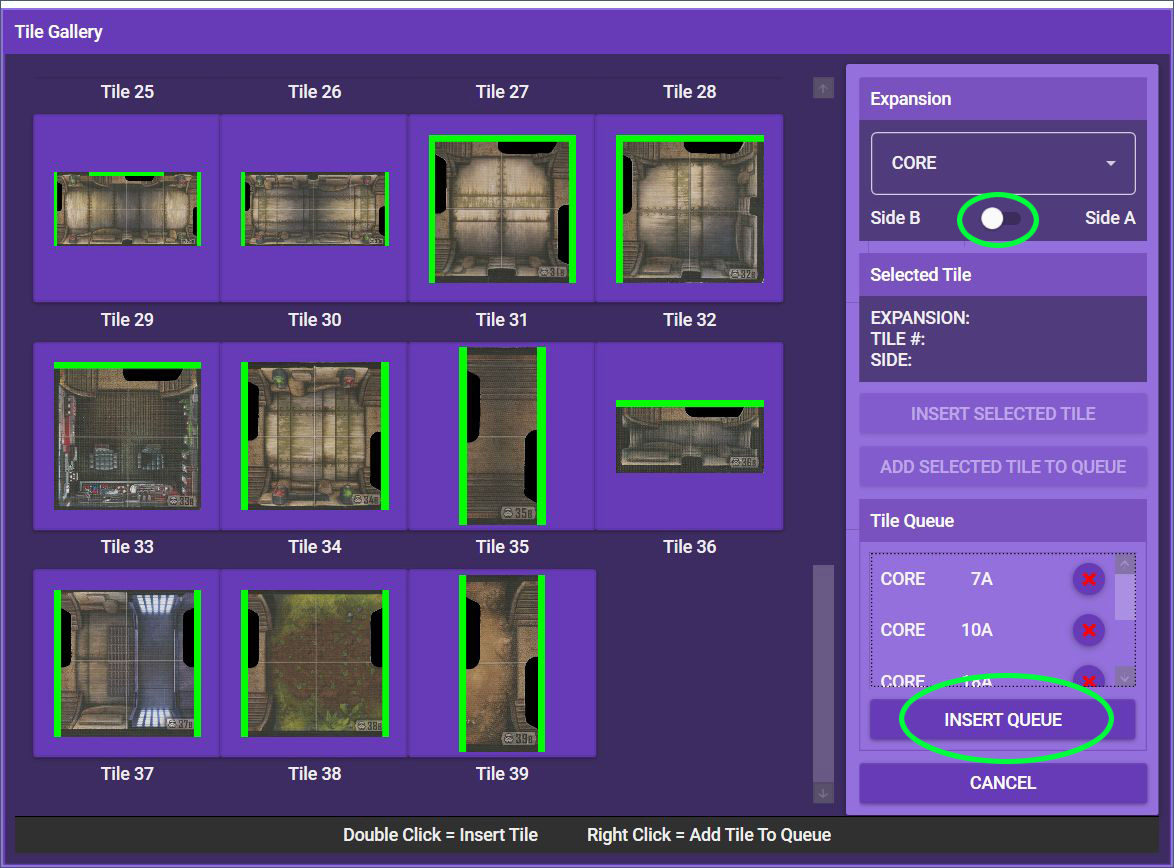 Tile Gallery
Tile 25 Tile 26 Tile 27 Tile 28
31B 32B
Tile 29 Tile 30 Tile 31 Tile 32
33B 34B 35B 36B
Tile 33 Tile 34 Tile 35 Tile 36
37B 38B 39B
Tile 37 Tile 38 Tile 39
Expansion
CORE
Side B Side A
Selected Tile
EXPANSION:
TILE #:
SIDE:
INSERT SELECTED TILE
ADD SELECTED TILE TO QUEUE
Tile Queue
CORE 7A
CORE 10A
CORE 18A
INSERT QUEUE
CANCEL
Double Click = Insert Tile Right Click = Add Tile To Queue